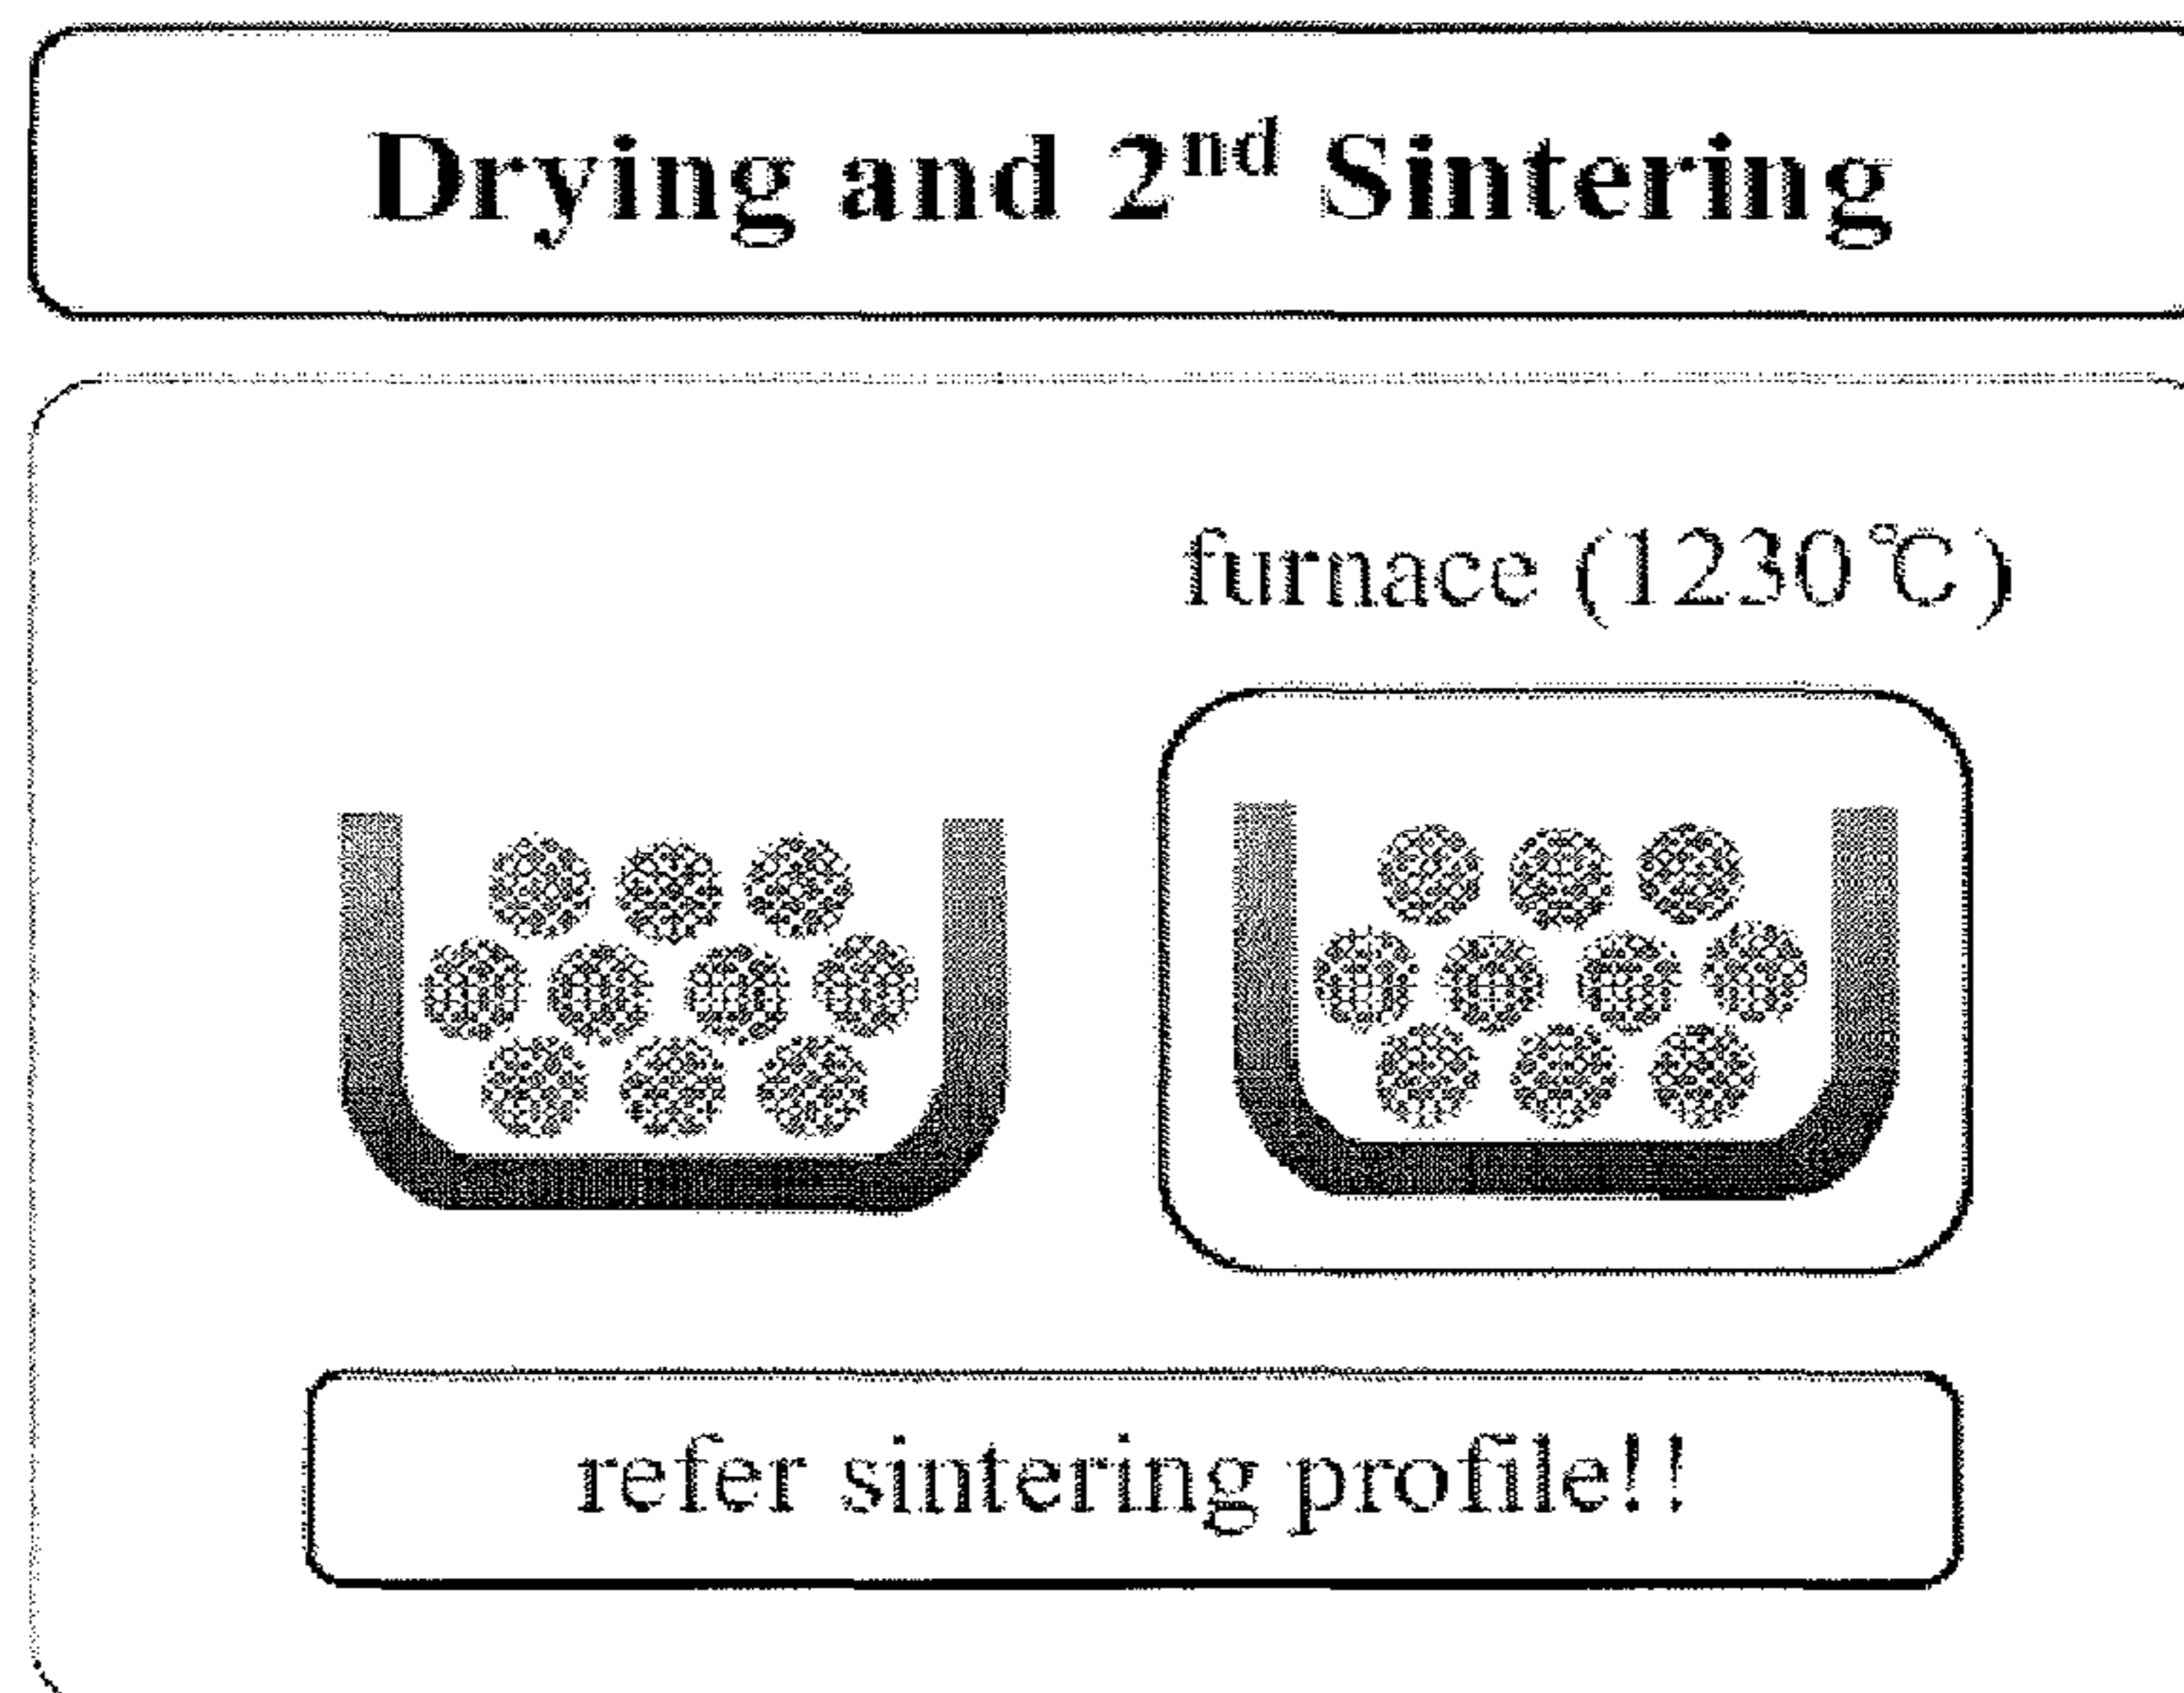 Drying and 2nd Sintering
furnace (1230℃)
refer sintering profile!!